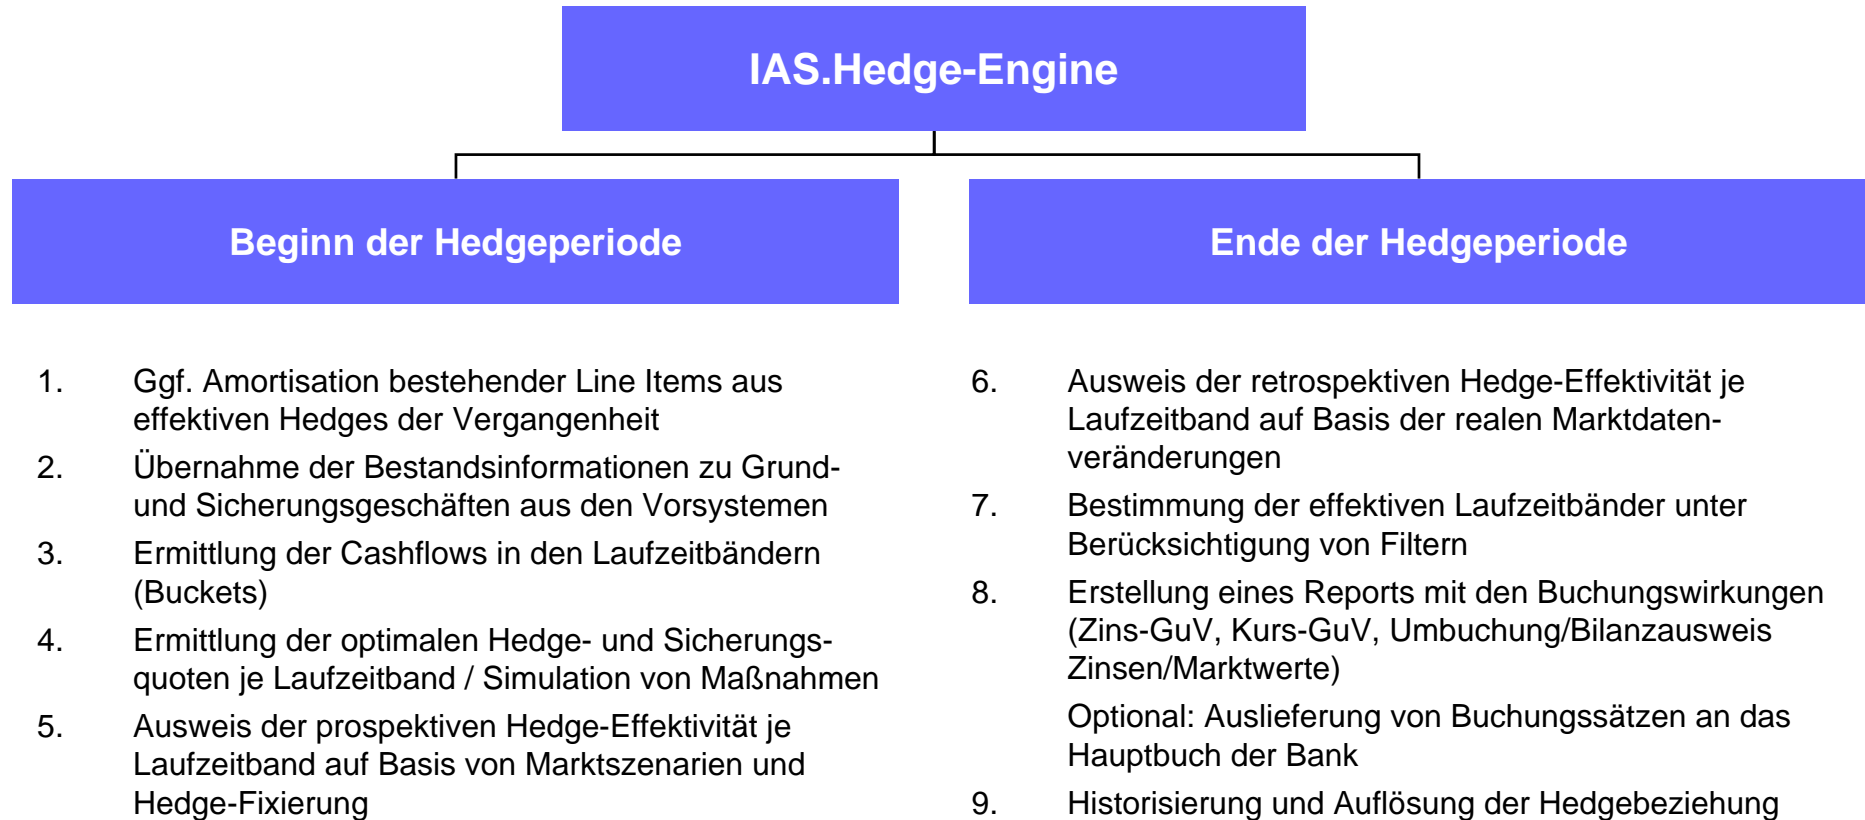 IAS.Hedge-Engine
Beginn der Hedgeperiode
1. Ggf. Amortisation bestehender Line Items aus
effektiven Hedges der Vergangenheit
2. Übernahme der Bestandsinformationen zu Grund-
und Sicherungsgeschäften aus den Vorsystemen
3. Ermittlung der Cashflows in den Laufzeitbändern
(Buckets)
4. Ermittlung der optimalen Hedge- und Sicherungs-
quoten je Laufzeitband / Simulation von Maßnahmen
5. Ausweis der prospektiven Hedge-Effektivität je
Laufzeitband auf Basis von Marktszenarien und
Hedge-Fixierung
Ende der Hedgeperiode
6. Ausweis der retrospektiven Hedge-Effektivität je
Laufzeitband auf Basis der realen Marktdaten-
veränderungen
7. Bestimmung der effektiven Laufzeitbänder unter
Berücksichtigung von Filtern
8. Erstellung eines Reports mit den Buchungswirkungen
(Zins-GuV, Kurs-GuV, Umbuchung/Bilanzausweis
Zinsen/Marktwerte)
Optional: Auslieferung von Buchungssätzen an das
Hauptbuch der Bank
9. Historisierung und Auflösung der Hedgebeziehung